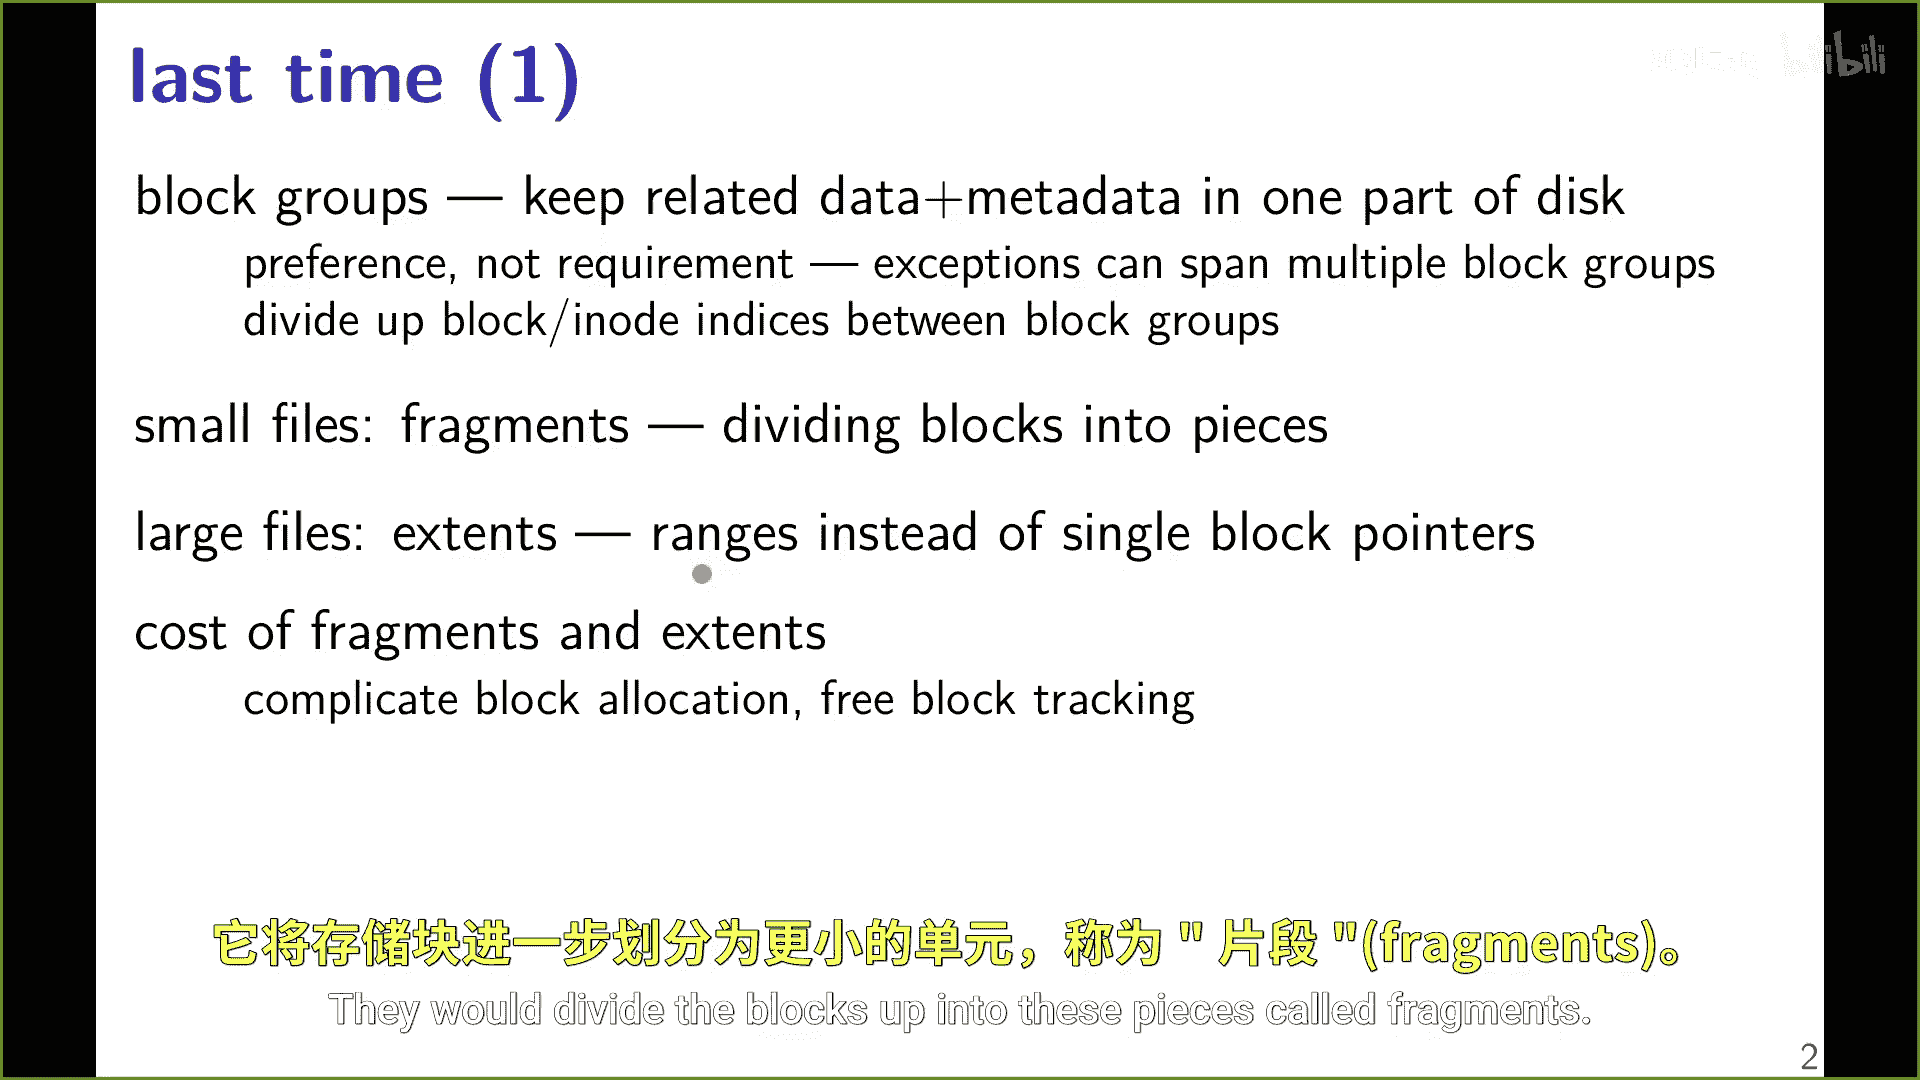 last time (1)
bilibili
block groups — keep related data+metadata in one part of disk
preference, not requirement — exceptions can span multiple block groups
divide up block/inode indices between block groups
small files: fragments — dividing blocks into pieces
large files: extents — ranges instead of single block pointers
cost of fragments and extents
complicate block allocation, free block tracking
它将存储块进一步划分为更小的单元，称为 " 片段 "(fragments)。
They would divide the blocks up into these pieces called fragments.
2